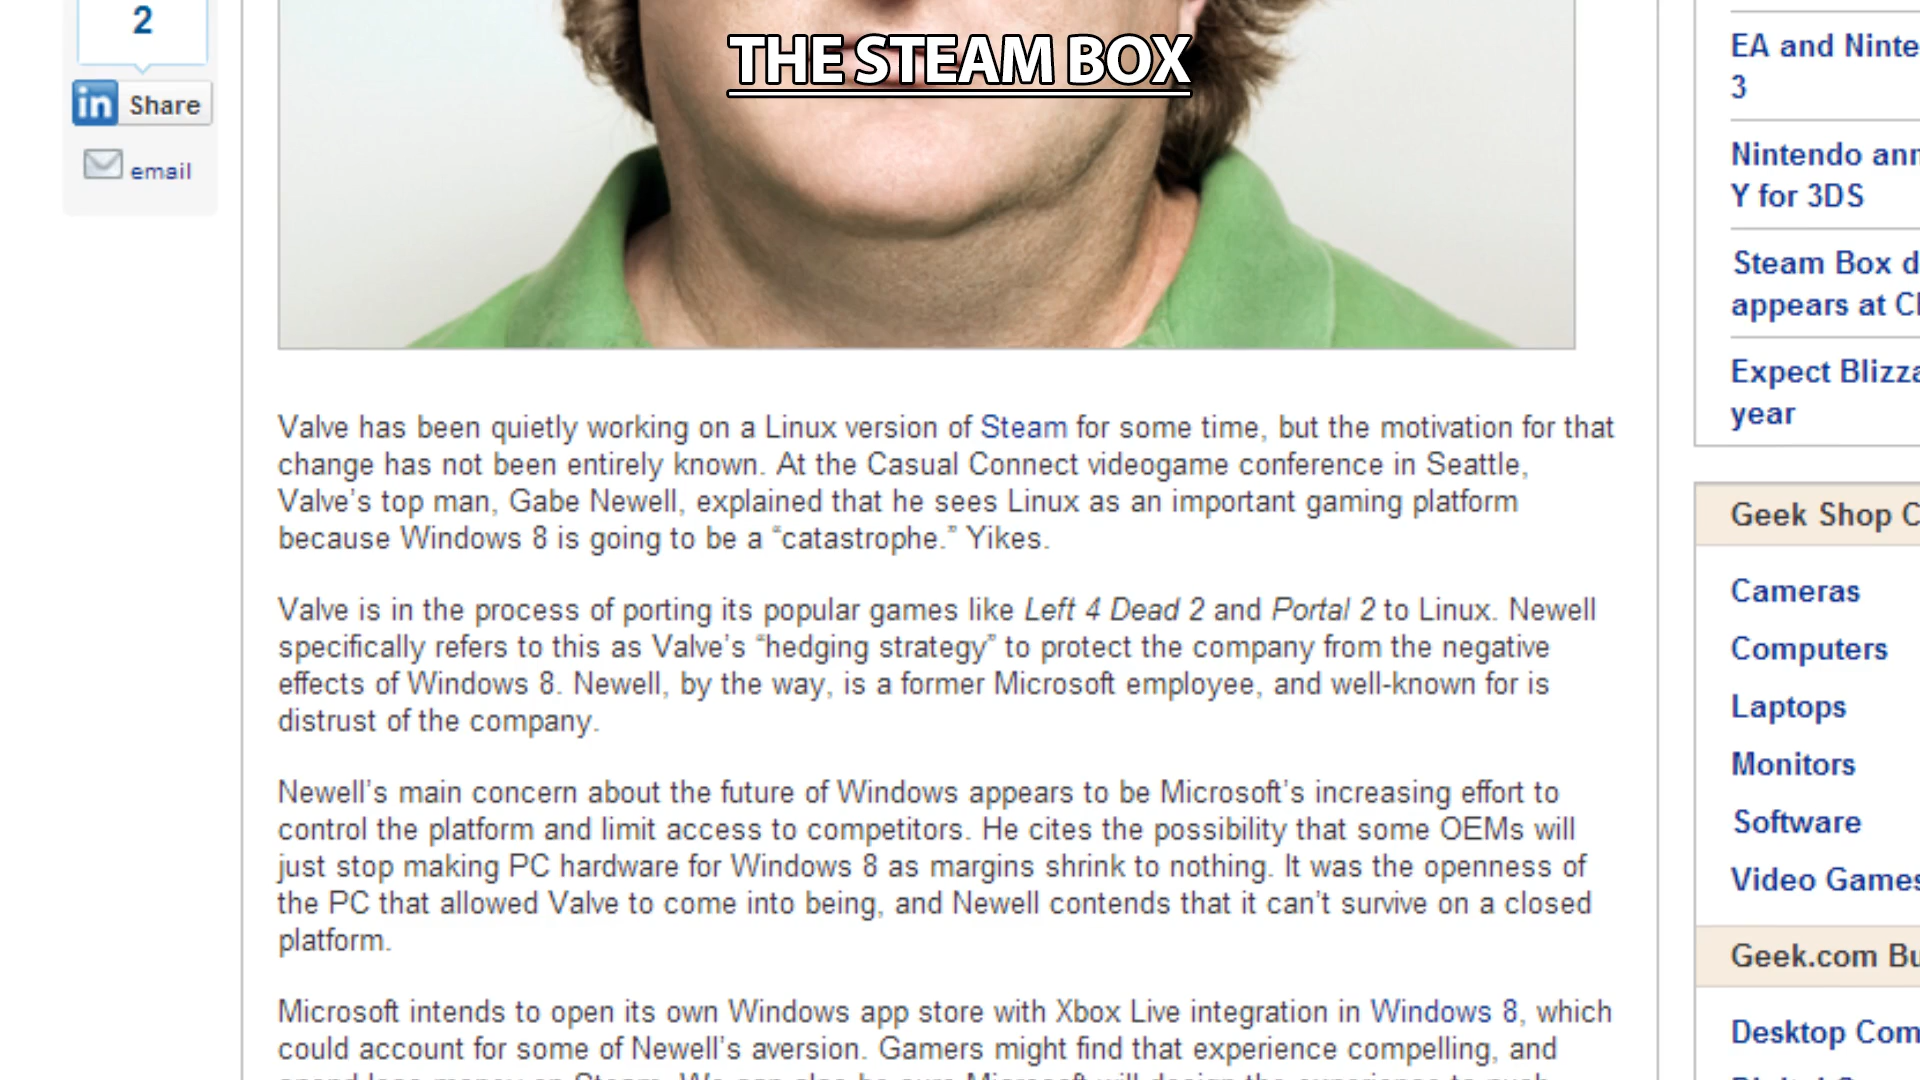 2
THE STEAM BOX
in Share
email
EA and Ninte
3
Nintendo ann
Y for 3DS
Steam Box d
appears at C
Expect Blizza
year
Valve has been quietly working on a Linux version of Steam for some time, but the motivation for that
change has not been entirely known. At the Casual Connect videogame conference in Seattle,
Valve's top man, Gabe Newell, explained that he sees Linux as an important gaming platform
because Windows 8 is going to be a “catastrophe.” Yikes.
Valve is in the process of porting its popular games like Left 4 Dead 2 and Portal 2 to Linux. Newell
specifically refers to this as Valve's “hedging strategy” to protect the company from the negative
effects of Windows 8. Newell, by the way, is a former Microsoft employee, and well-known for is
distrust of the company.
Newell's main concern about the future of Windows appears to be Microsoft's increasing effort to
control the platform and limit access to competitors. He cites the possibility that some OEMs will
just stop making PC hardware for Windows 8 as margins shrink to nothing. It was the openness of
the PC that allowed Valve to come into being, and Newell contends that it can't survive on a closed
platform.
Microsoft intends to open its own Windows app store with Xbox Live integration in Windows 8, which
could account for some of Newell's aversion. Gamers might find that experience compelling, and
Geek Shop C
Cameras
Computers
Laptops
Monitors
Software
Video Games
Geek.com Bu
Desktop Com